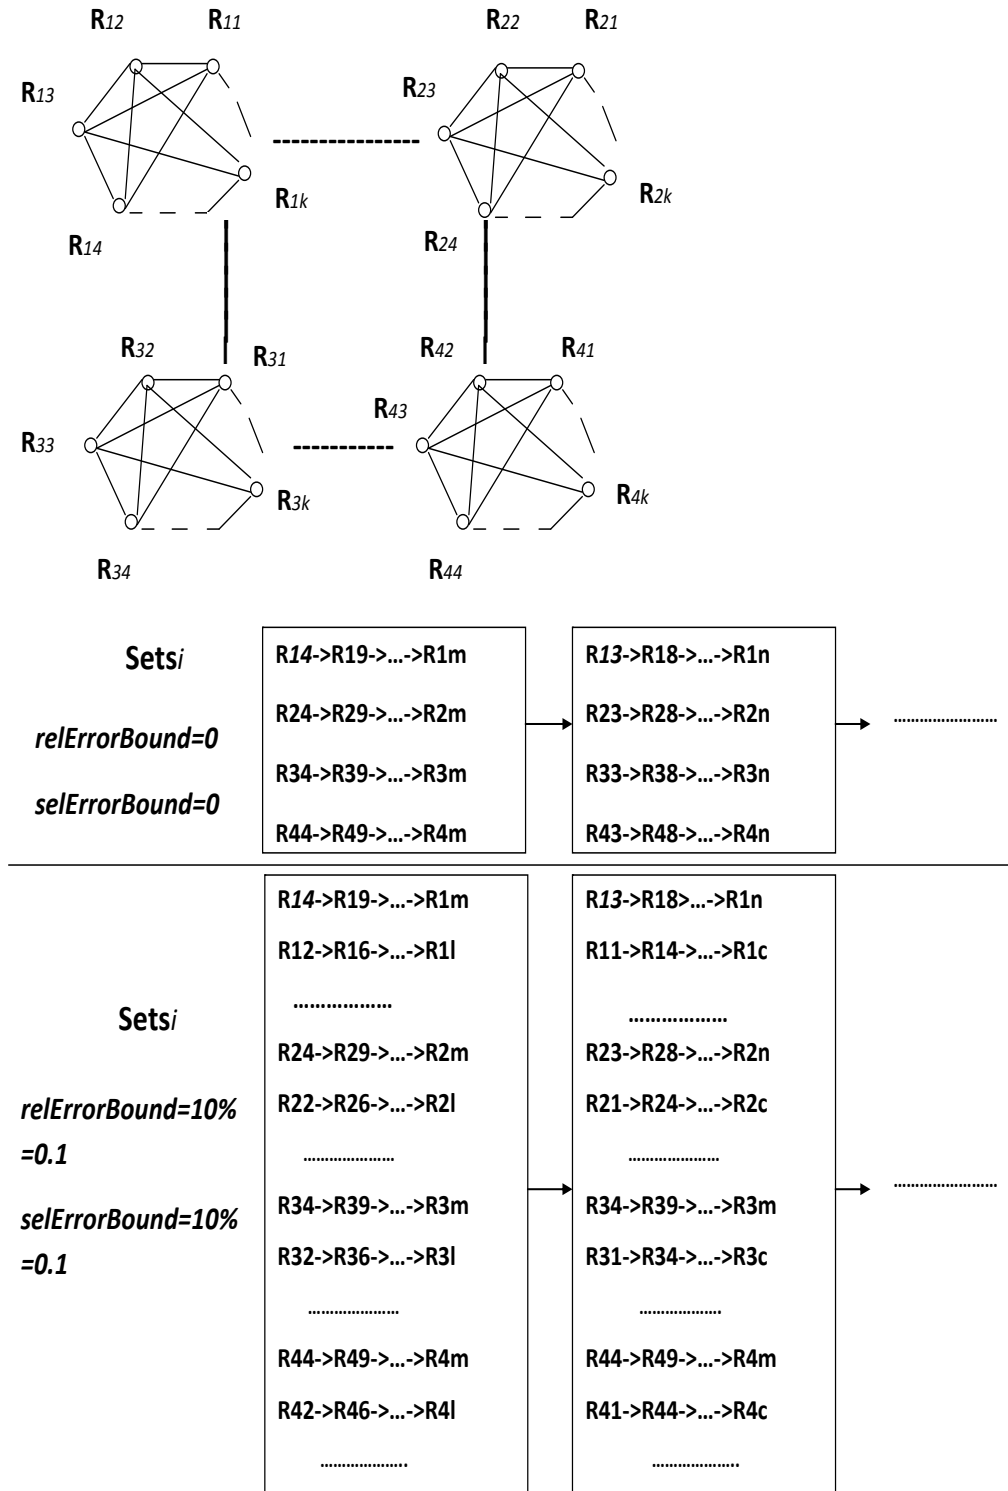 R12 R11 R22 R21
R13 R23
R1k R2k
R14 R24
R32 R31 R42 R41
R33 R43
R3k R4k
R34 R44
Setsi
relErrorBound=0
selErrorBound=0
R14->R19->...->R1m
R24->R29->...->R2m
R34->R39->...->R3m
R44->R49->...->R4m
R13->R18->...->R1n
R23->R28->...->R2n
R33->R38->...->R3n
R43->R48->...->R4n
........................
Setsi
relErrorBound=10%
=0.1
selErrorBound=10%
=0.1
R14->R19->...->R1m
R12->R16->...->R1l
..................
R24->R29->...->R2m
R22->R26->...->R2l
.....................
R34->R39->...->R3m
R32->R36->...->R3l
.....................
R44->R49->...->R4m
R42->R46->...->R4l
....................
R13->R18>...->R1n
R11->R14->...->R1c
..................
R23->R28->...->R2n
R21->R24->...->R2c
.....................
R34->R39->...->R3m
R31->R34->...->R3c
...................
R44->R49->...->R4m
R41->R44->...->R4c
....................
........................